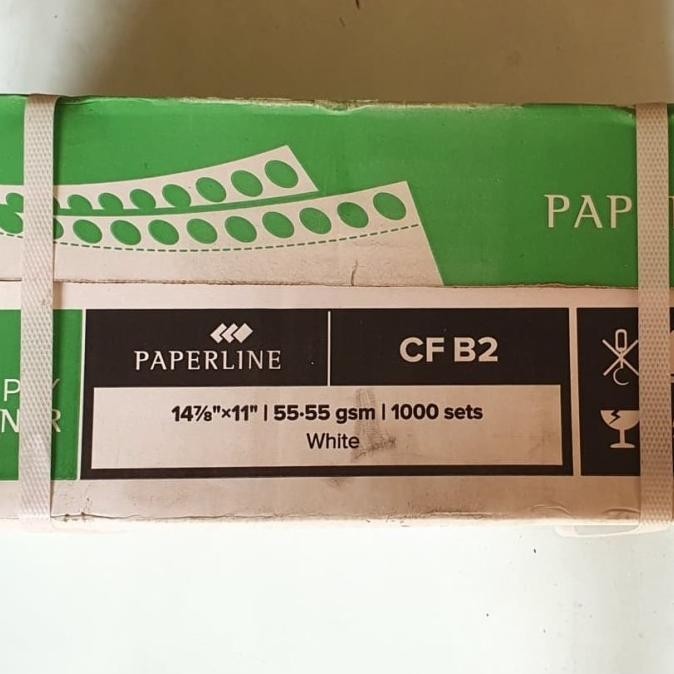 PAP
PAPERLINE
CF B2
14⅞"×11" | 55-55 gsm | 1000 sets
White